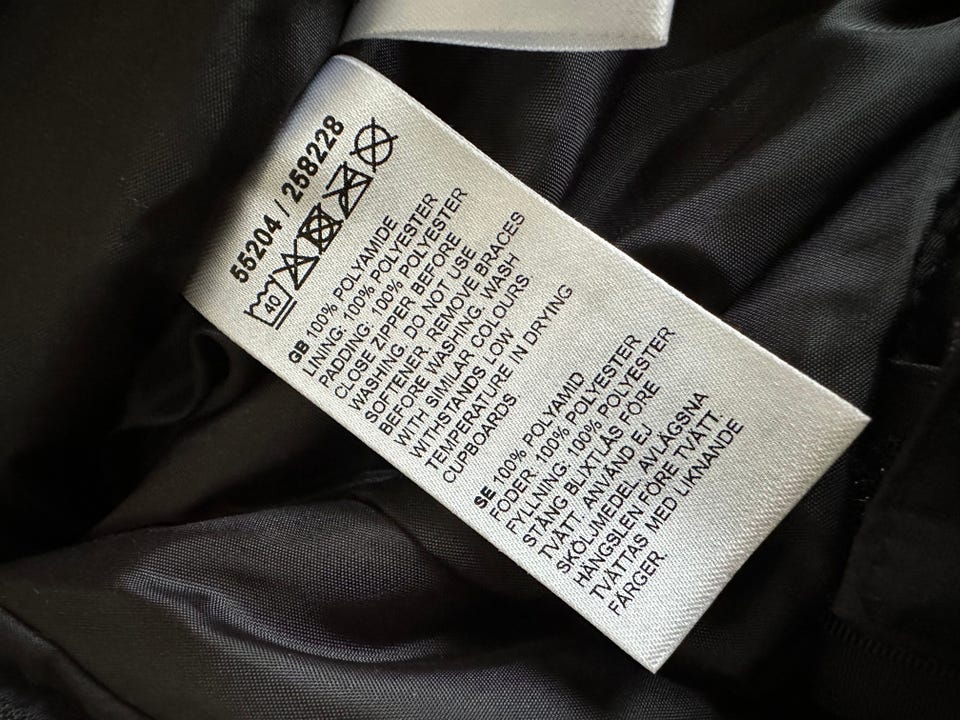 55204 / 258228
40
GB 100% POLYAMIDE.
LINING: 100% POLYESTER
PADDING: 100% POLYESTER
CLOSE ZIPPER BEFORE
WASHING. DO NOT USE
SOFTENER. REMOVE BRACES
BEFORE WASHING. WASH
WITH SIMILAR COLOURS.
WITHSTANDS LOW
TEMPERATURE IN DRYING
CUPBOARDS.
SE 100% POLYAMID
FODER: 100% POLYESTER
FYLLNING: 100% POLYESTER
STÄNG BLIXTLÅS FÖRE
TVÄTT. ANVÄND EJ
SKÖLJMEDEL. AVLÄGSNA
HÄNGSLEN FÖRE TVÄTT.
TVÄTTAS MED LIKNANDE
FÄRGER.